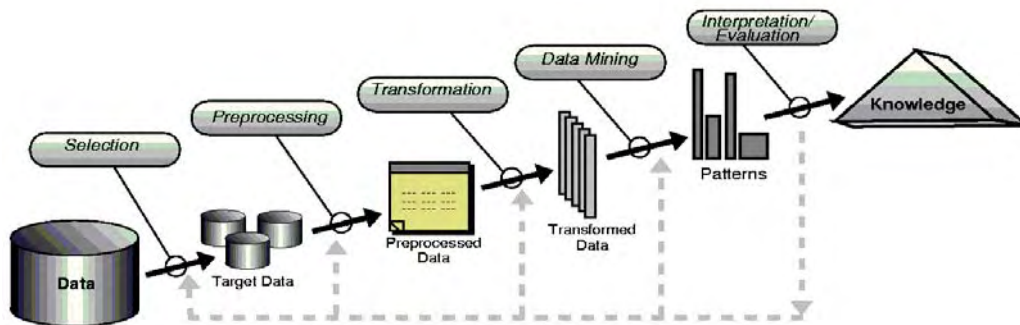 Interpretation/
Evaluation
Data Mining
Transformation
Preprocessing
Selection
Knowledge
Patterns
Transformed
Data
Preprocessed
Data
Target Data
Data